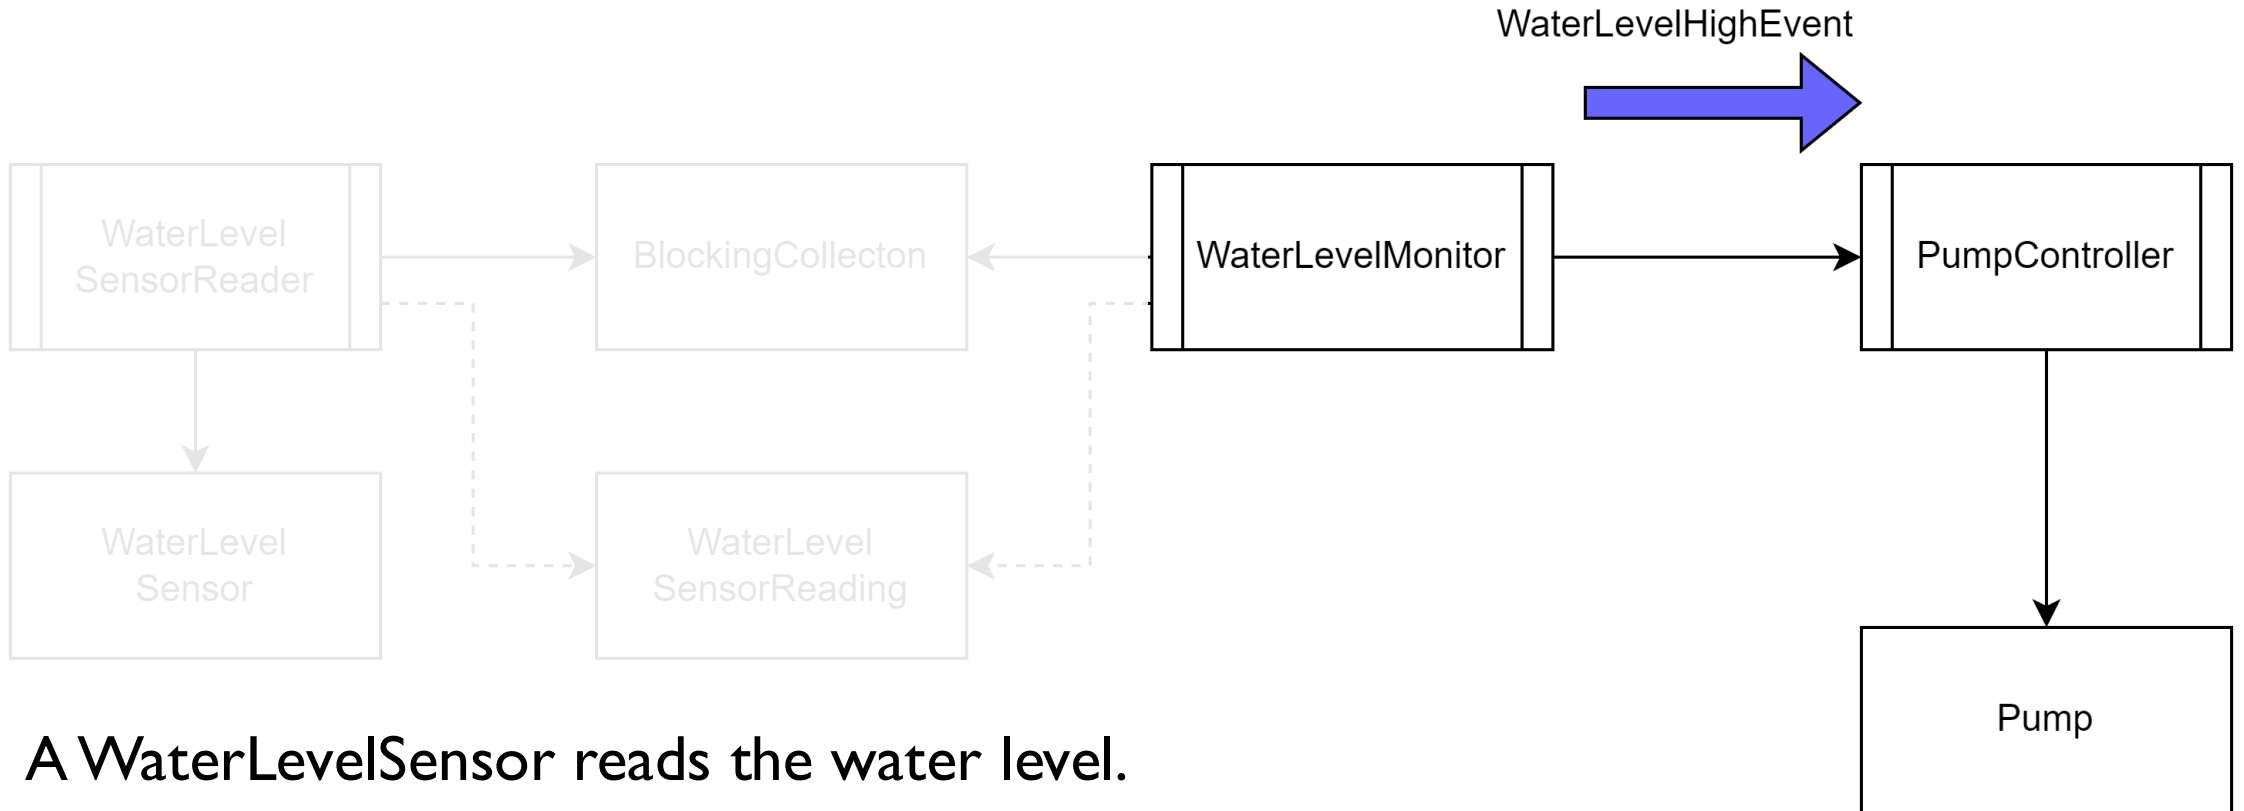 WaterLevelHighEvent
WaterLevel
SensorReader
BlockingCollecton
WaterLevelMonitor
PumpController
WaterLevel
Sensor
WaterLevel
SensorReading
Pump
A WaterLevelSensor reads the water level.